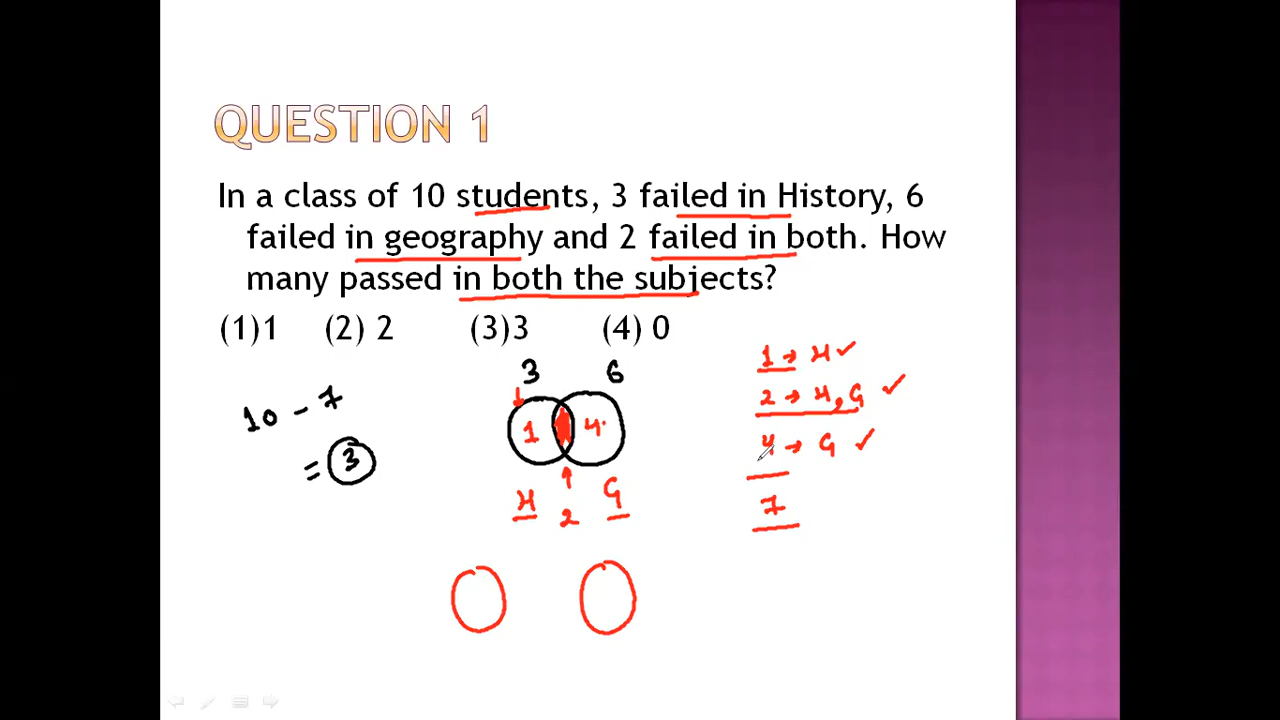 QUESTION 1
In a class of 10 students, 3 failed in History, 6
failed in geography and 2 failed in both. How
many passed in both the subjects?
(1)1 (2) 2 (3)3 (4) 0
10 - 7
= 3
3 6
1 4
H G
2
1 → H ✓
2 → H, G ✓
4 → G ✓
7